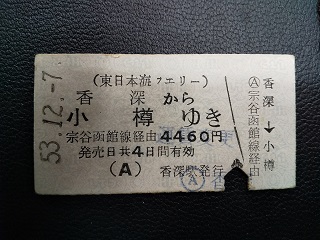 53.12.-7
(東日本海フエリー)
香深から
小樽ゆき
宗谷函館線経由4460円
発売日共4日間有効
(A) 香深駅発行
香深→小樽
Ⓐ宗谷函館線経由